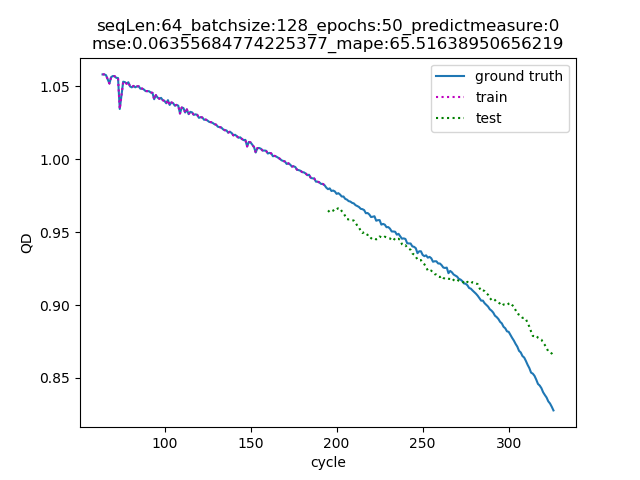 seqLen:64_batchsize:128_epochs:50_predictmeasure:0
mse:0.06355684774225377_mape:65.51638950656219
ground truth
train
test
1.05
1.00
0.95
0.90
0.85
QD
100 150 200 250 300
cycle